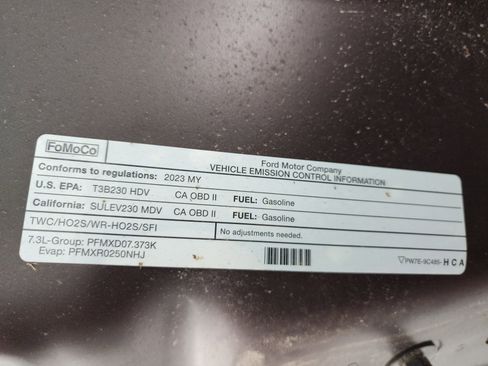 FoMoCo
Ford Motor Company
VEHICLE EMISSION CONTROL INFORMATION
Conforms to regulations: 2023 MY
U.S. EPA: T3B230 HDV CA OBD II FUEL: Gasoline
California: SULEV230 MDV CA OBD II FUEL: Gasoline
TWC/HO2S/WR-HO2S/SFI No adjustments needed.
7.3L-Group: PFMXD07.373K
Evap: PFMXR0250NHJ
PW7E-9C485-HCA